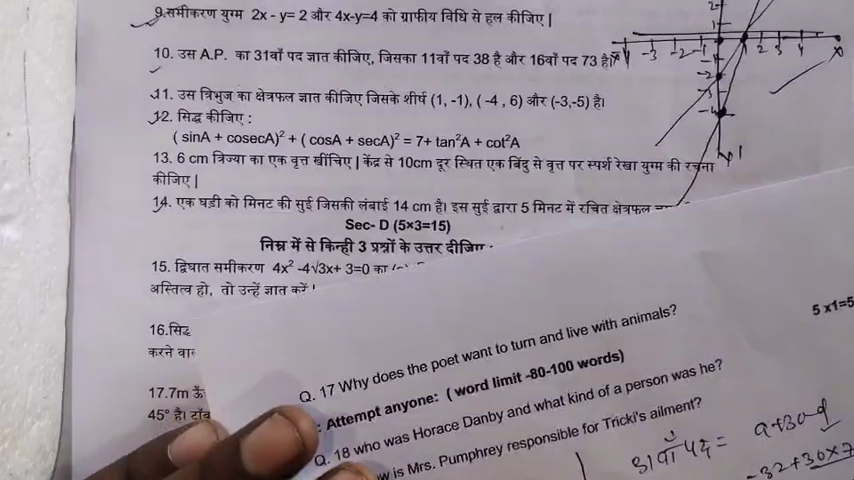 9.समीकरण युग्म 2x - y= 2 और 4x-y=4 को ग्राफीय विधि से हल कीजिए |
10. उस A.P. का 31वाँ पद ज्ञात कीजिए, जिसका 11वाँ पद 38 है और 16वाँ पद 73 है|
11. उस त्रिभुज का क्षेत्रफल ज्ञात कीजिए जिसके शीर्ष (1, -1), (-4 , 6) और (-3,-5) है।
12. सिद्ध कीजिए :
( sinA + cosecA)² + ( cosA + secA)² = 7+ tan²A + cot²A
13. 6 cm त्रिज्या का एक वृत्त खींचिए | केंद्र से 10cm दूर स्थित एक बिंदु से वृत्त पर स्पर्श रेखा युग्म की रचना
कीजिए |
14. एक घड़ी को मिनट की सुई जिसकी लंबाई 14 cm है। इस सुई द्वारा 5 मिनट में रचित क्षेत्रफल
Sec- D (5×3=15)
निम्न में से किन्ही 3 प्रश्नों के उत्तर दीजिए
15. द्विघात समीकरण 4x² -4√3x+ 3=0 का
अस्तित्व हो, तो उन्हें ज्ञात करें
16.सिद्ध
करने
17.7m
45° है।
5 x1=5
Q. 17 Why does the poet want to turn and live with animals?
: Attempt anyone: ( word limit -80-100 words)
Q. 18 who was Horace Danby and what kind of a person was he?
is Mrs. Pumphrey responsible for Tricki's ailment?
31वां पद = a+30d
-32+30×7